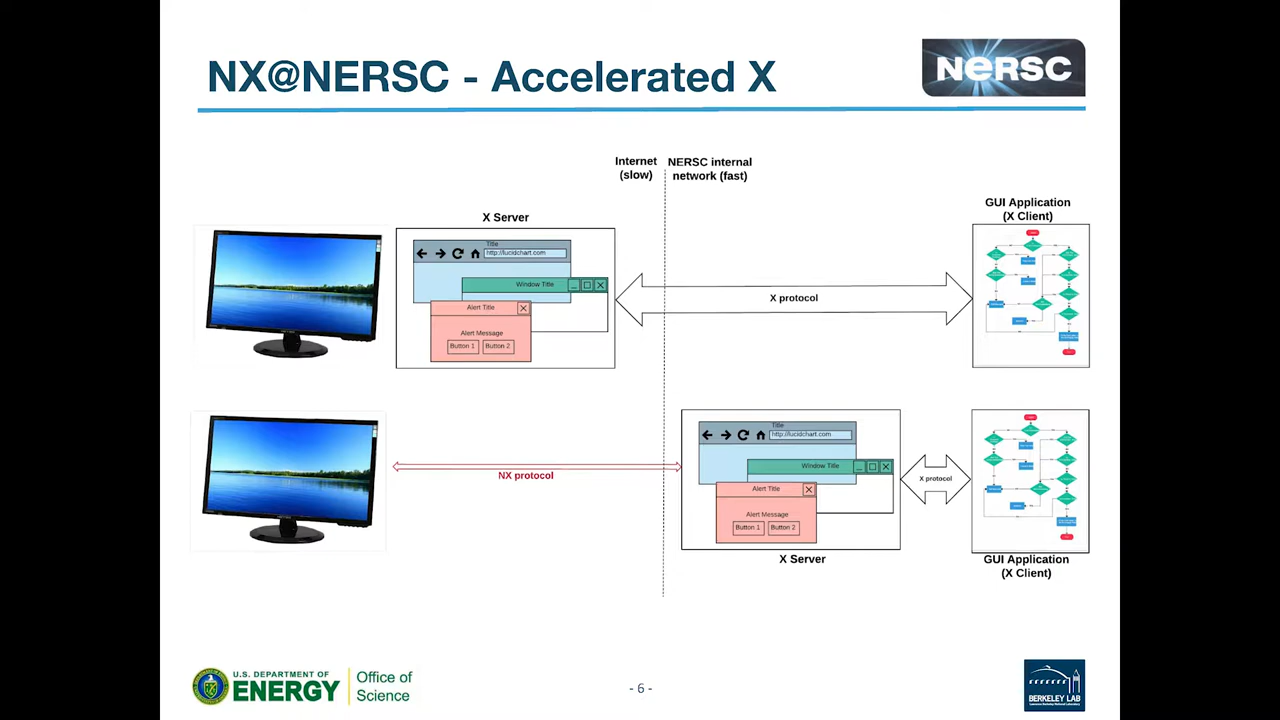 NX@NERSC - Accelerated X
NERSC
Internet
(slow)
NERSC internal
network (fast)
X Server
GUI Application
(X Client)
Title
http://lucidchart.com
Window Title
Alert Title
Alert Message
Button 1
Button 2
X protocol
NX protocol
Title
http://lucidchart.com
Window Title
Alert Title
Alert Message
Button 1
Button 2
X protocol
X Server
GUI Application
(X Client)
U.S. DEPARTMENT OF
ENERGY
Office of
Science
- 6 -
BERKELEY LAB